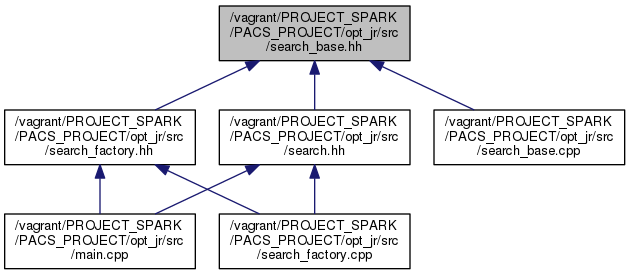 /vagrant/PROJECT_SPARK
/PACS_PROJECT/opt_jr/src
/search_base.hh
/vagrant/PROJECT_SPARK
/PACS_PROJECT/opt_jr/src
/search_factory.hh
/vagrant/PROJECT_SPARK
/PACS_PROJECT/opt_jr/src
/search.hh
/vagrant/PROJECT_SPARK
/PACS_PROJECT/opt_jr/src
/search_base.cpp
/vagrant/PROJECT_SPARK
/PACS_PROJECT/opt_jr/src
/main.cpp
/vagrant/PROJECT_SPARK
/PACS_PROJECT/opt_jr/src
/search_factory.cpp